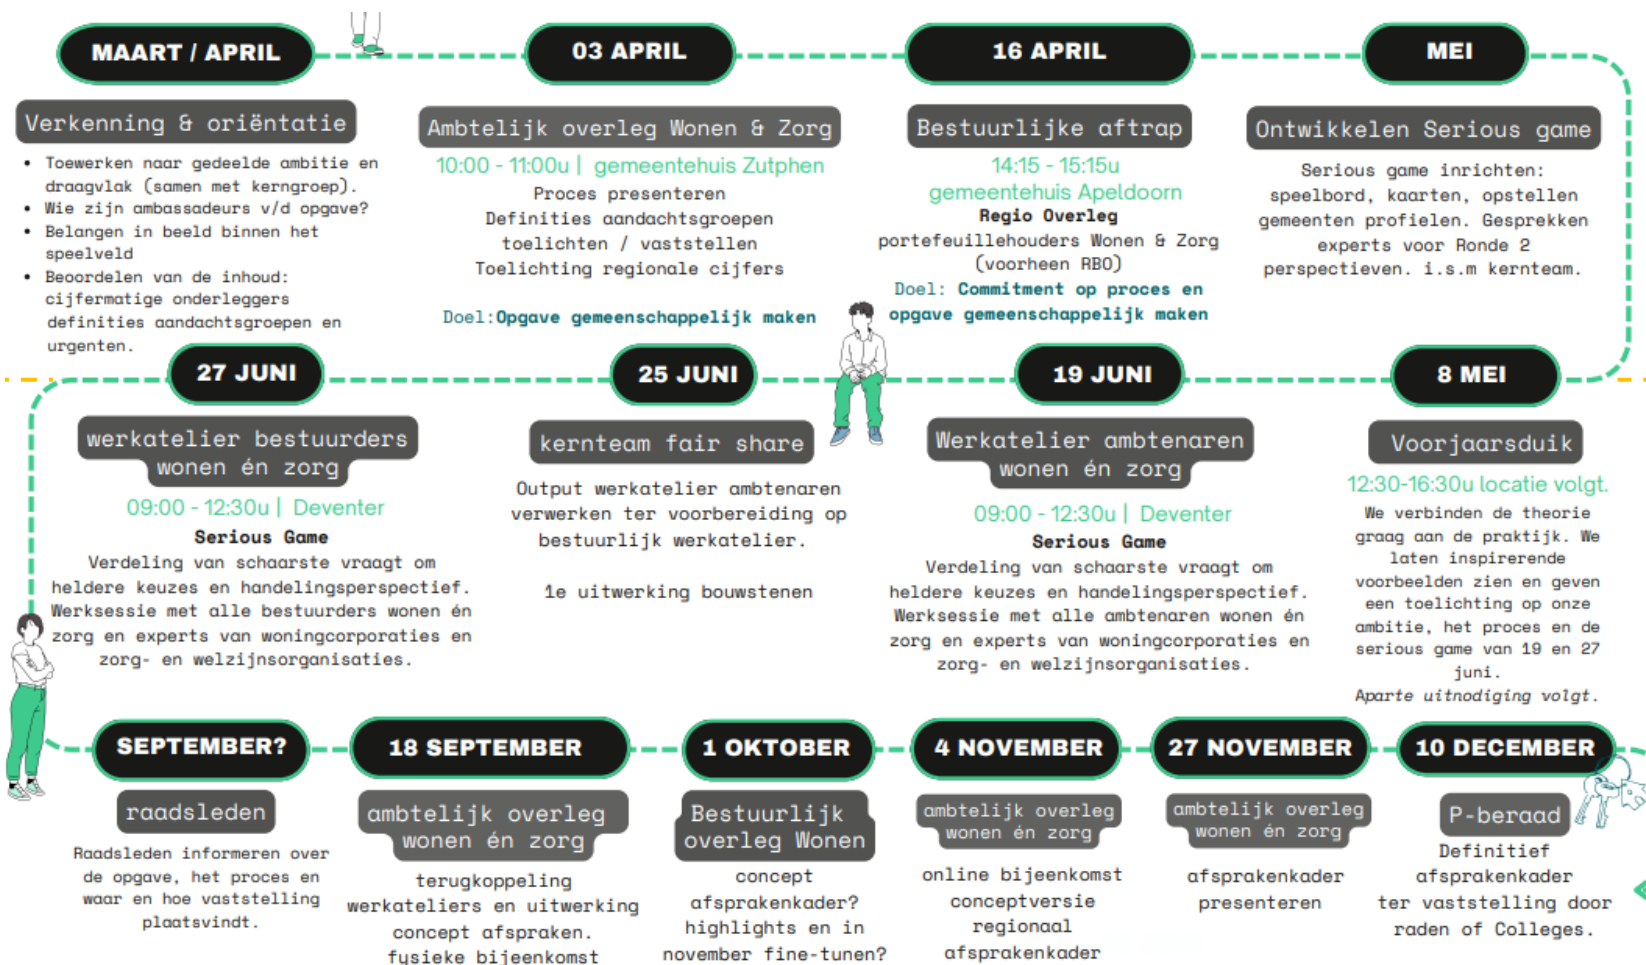 MAART / APRIL
Verkenning & oriëntatie
• Toewerken naar gedeelde ambitie en
draagvlak (samen met kerngroep).
• Wie zijn ambassadeurs v/d opgave?
• Belangen in beeld binnen het
speelveld
• Beoordelen van de inhoud:
cijfermatige onderleggers
definities aandachtsgroepen en
urgenten.
03 APRIL
Ambtelijk overleg Wonen & Zorg
10:00 - 11:00u | gemeentehuis Zutphen
Proces presenteren
Definities aandachtsgroepen
toelichten / vaststellen
Toelichting regionale cijfers
Doel:Opgave gemeenschappelijk maken
16 APRIL
Bestuurlijke aftrap
14:15 - 15:15u
gemeentehuis Apeldoorn
Regio Overleg
portefeuillehouders Wonen & Zorg
(voorheen RBO)
Doel: Commitment op proces en
opgave gemeenschappelijk maken
MEI
Ontwikkelen Serious game
Serious game inrichten:
speelbord, kaarten, opstellen
gemeenten profielen. Gesprekken
experts voor Ronde 2
perspectieven. i.s.m kernteam.
27 JUNI
werkatelier bestuurders
wonen én zorg
09:00 - 12:30u | Deventer
Serious Game
Verdeling van schaarste vraagt om
heldere keuzes en handelingsperspectief.
Werksessie met alle bestuurders wonen én
zorg en experts van woningcorporaties en
zorg- en welzijnsorganisaties.
25 JUNI
kernteam fair share
Output werkatelier ambtenaren
verwerken ter voorbereiding op
bestuurlijk werkatelier.
1e uitwerking bouwstenen
19 JUNI
Werkatelier ambtenaren
wonen én zorg
09:00 - 12:30u | Deventer
Serious Game
Verdeling van schaarste vraagt om
heldere keuzes en handelingsperspectief.
Werksessie met alle ambtenaren wonen én
zorg en experts van woningcorporaties en
zorg- en welzijnsorganisaties.
8 MEI
Voorjaarsduik
12:30-16:30u locatie volgt.
We verbinden de theorie
graag aan de praktijk. We
laten inspirerende
voorbeelden zien en geven
een toelichting op onze
ambitie, het proces en de
serious game van 19 en 27
juni.
Aparte uitnodiging volgt.
SEPTEMBER?
raadsleden
Raadsleden informeren over
de opgave, het proces en
waar en hoe vaststelling
plaatsvindt.
18 SEPTEMBER
ambtelijk overleg
wonen én zorg
terugkoppeling
werkateliers en uitwerking
concept afspraken.
fysieke bijeenkomst
1 OKTOBER
Bestuurlijk
overleg Wonen
concept
afsprakenkader?
highlights en in
november fine-tunen?
4 NOVEMBER
ambtelijk overleg
wonen én zorg
online bijeenkomst
conceptversie
regionaal
afsprakenkader
27 NOVEMBER
ambtelijk overleg
wonen én zorg
afsprakenkader
presenteren
10 DECEMBER
P-beraad
Definitief
afsprakenkader
ter vaststelling door
raden of Colleges.